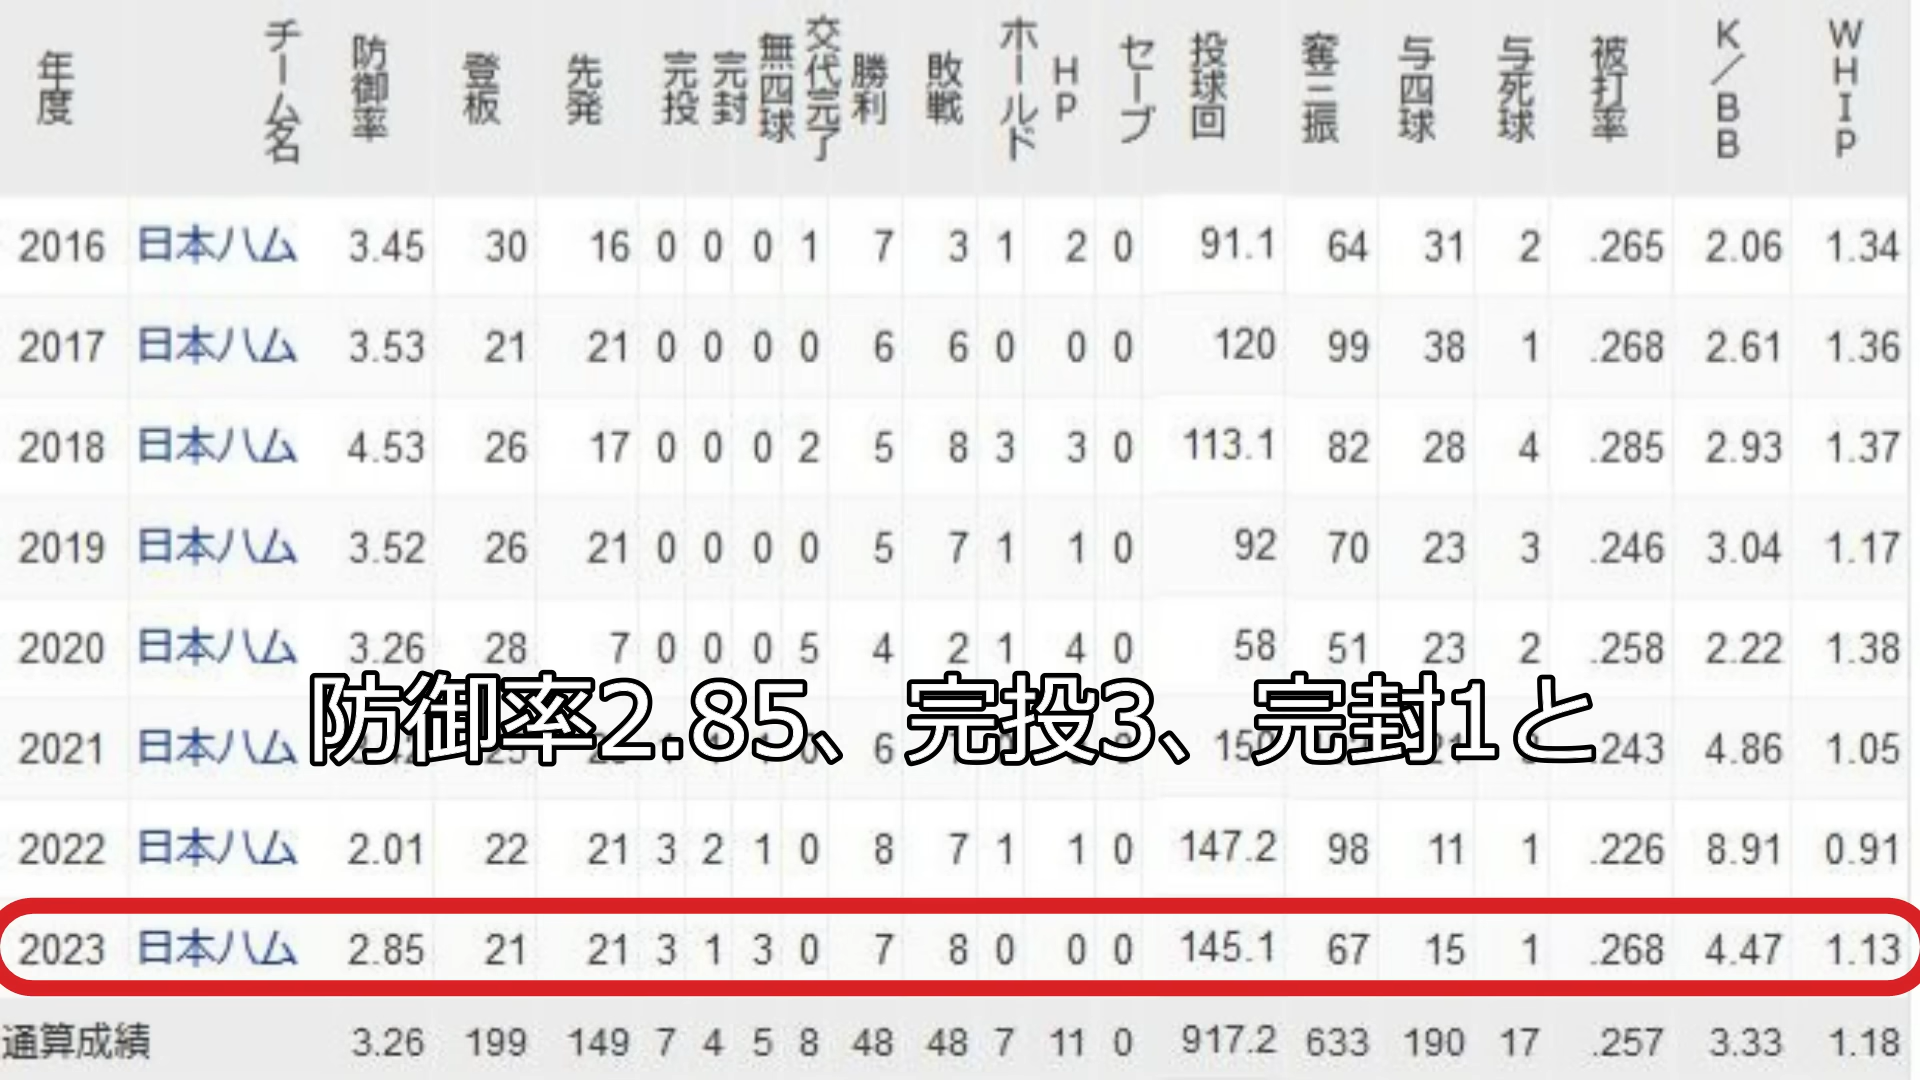 年度 チーム名 防御率 登板 先発 完投 完封 無四球 交代完了 勝利 敗戦 ホールド HP セーブ 投球回 奪三振 与四球 与死球 被打率 K/BB WHIP
2016 日本ハム 3.45 30 16 0 0 0 1 7 3 1 2 0 91.1 64 31 2 .265 2.06 1.34
2017 日本ハム 3.53 21 21 0 0 0 0 6 6 0 0 0 120 99 38 1 .268 2.61 1.36
2018 日本ハム 4.53 26 17 0 0 0 2 5 8 3 3 0 113.1 82 28 4 .285 2.93 1.37
2019 日本ハム 3.52 26 21 0 0 0 0 5 7 1 1 0 92 70 23 3 .246 3.04 1.17
2020 日本ハム 3.26 28 7 0 0 0 5 4 2 1 4 0 58 51 23 2 .258 2.22 1.38
防御率2.85、完投3、完封1と
2021 日本ハム 6 .243 4.86 1.05
2022 日本ハム 2.01 22 21 3 2 1 0 8 7 1 1 0 147.2 98 11 1 .226 8.91 0.91
2023 日本ハム 2.85 21 21 3 1 3 0 7 8 0 0 0 145.1 67 15 1 .268 4.47 1.13
通算成績 3.26 199 149 7 4 5 8 48 48 7 11 0 917.2 633 190 17 .257 3.33 1.18